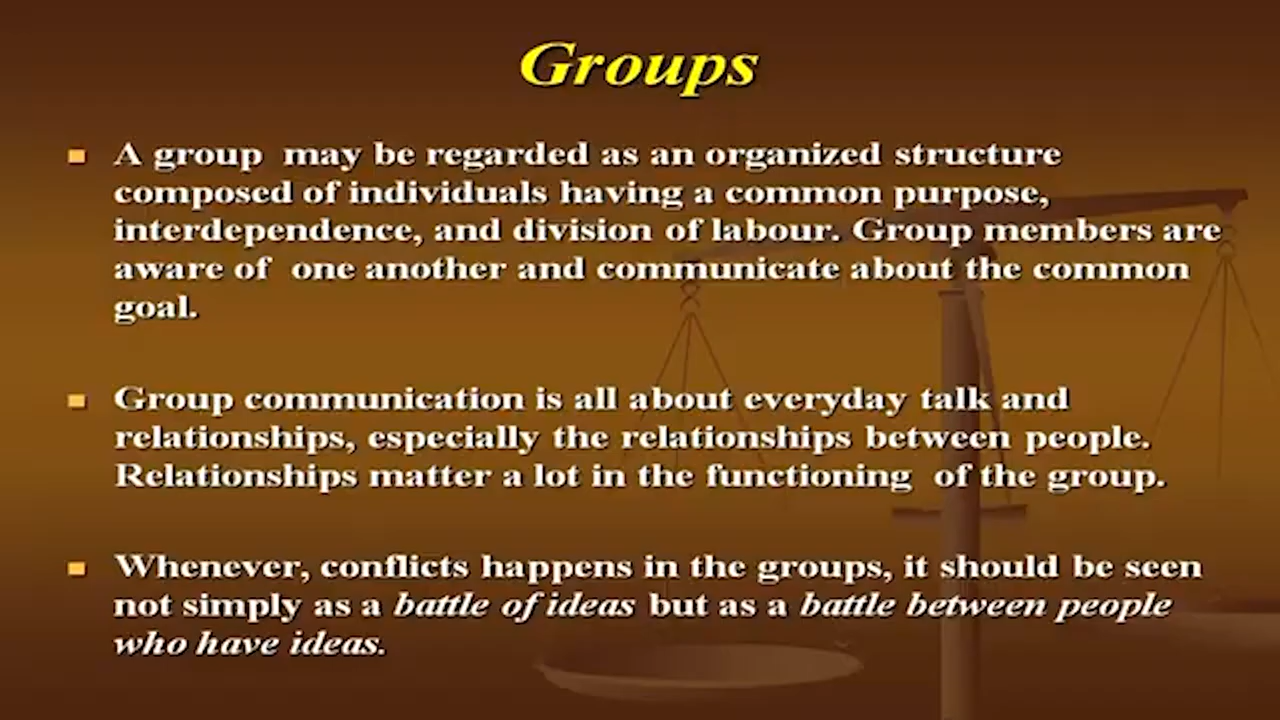 Groups
A group may be regarded as an organized structure
composed of individuals having a common purpose,
interdependence, and division of labour. Group members are
aware of one another and communicate about the common
goal.
Group communication is all about everyday talk and
relationships, especially the relationships between people.
Relationships matter a lot in the functioning of the group.
Whenever, conflicts happens in the groups, it should be seen
not simply as a battle of ideas but as a battle between people
who have ideas.